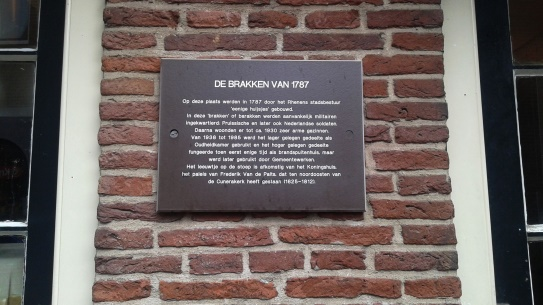 DE BRAKKEN VAN 1787
Op deze plaats werden in 1787 door het Rhenens stadsbestuur
'eenige huisjes' gebouwd.
In deze 'brakken' of barakken werden aanvankelijk militairen
ingekwartierd: Pruissische en later ook Nederlandse soldaten.
Daarna woonden er tot ca. 1930 zeer arme gezinnen.
Van 1938 tot 1985 werd het lager gelegen gedeelte als
Oudheidkamer gebruikt en het hoger gelegen gedeelte
fungeerde toen eerst enige tijd als brandspuitenhuis, maar
werd later gebruikt door Gemeentewerken.
Het leeuwtje op de stoep is afkomstig van het Koningshuis,
het paleis van Frederik Van de Palts, dat ten noordoosten van
de Cunerakerk heeft gestaan (1629-1812).